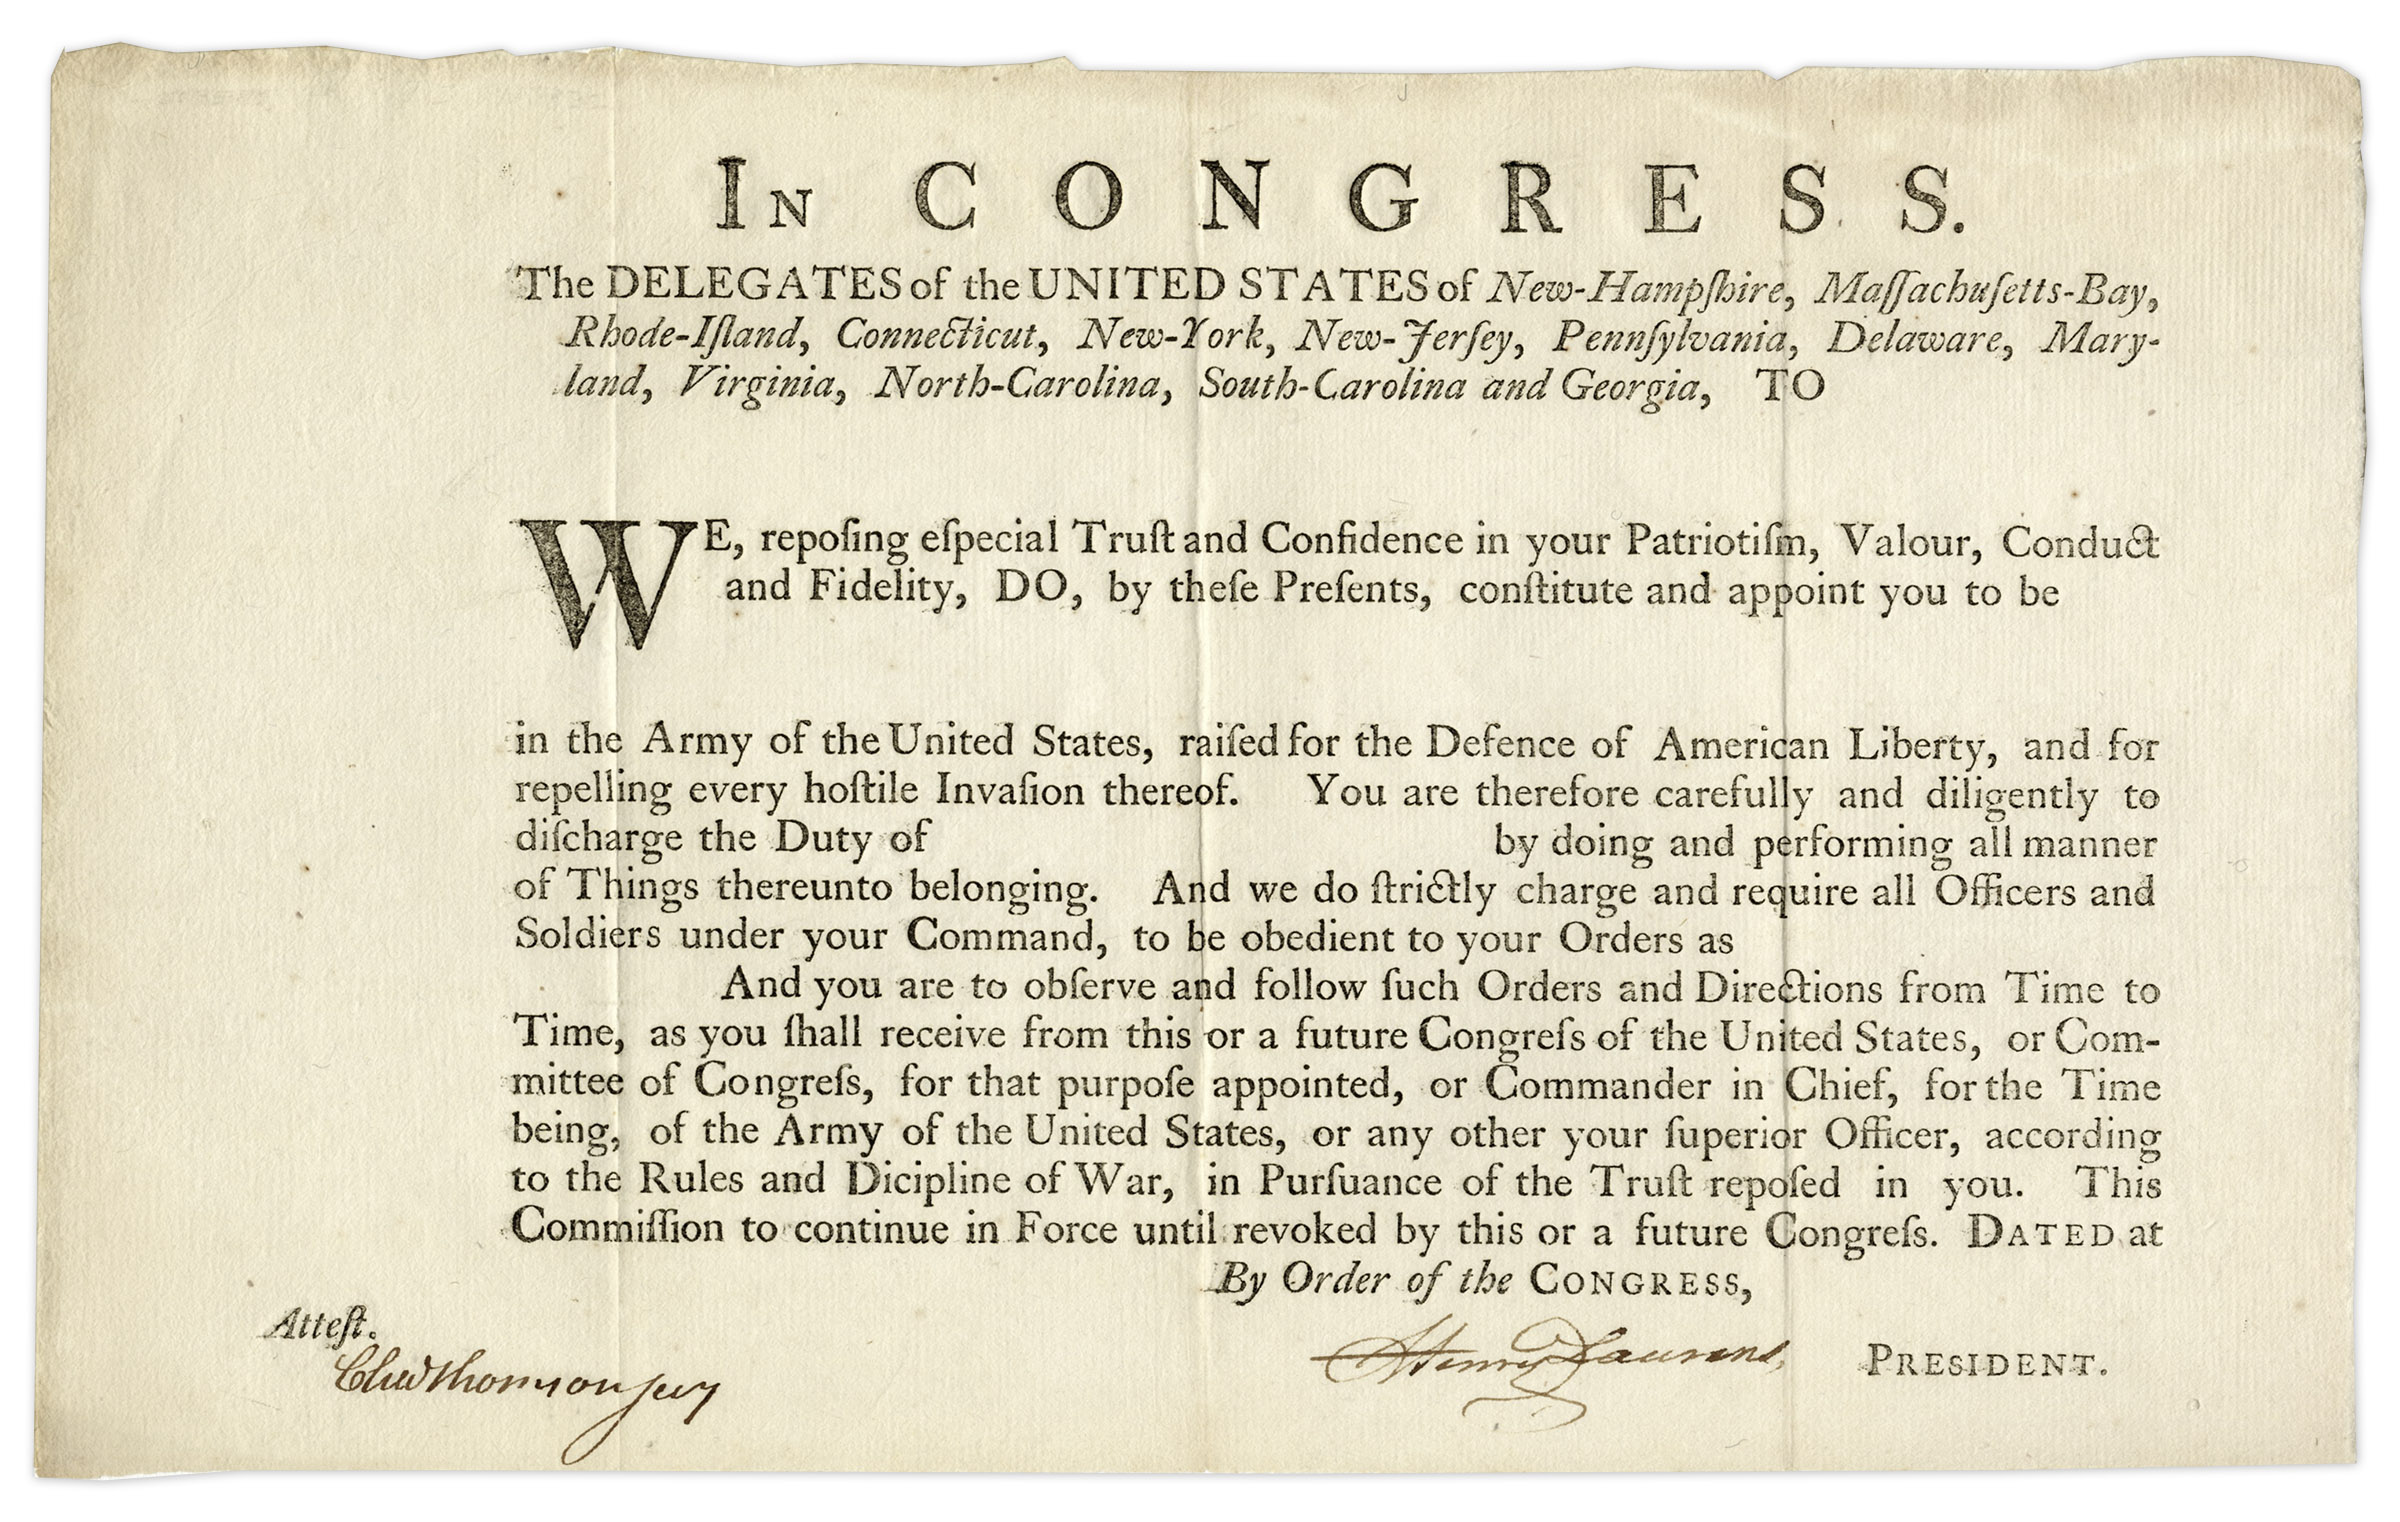 In CONGRESS.
The DELEGATES of the UNITED STATES of New-Hampſhire, Maſſachuſetts-Bay,
Rhode-Iſland, Connecticut, New-York, New-Jerſey, Pennſylvania, Delaware, Mary-
land, Virginia, North-Carolina, South-Carolina and Georgia, TO
WE, repoſing eſpecial Truſt and Confidence in your Patriotiſm, Valour, Conduct
and Fidelity, DO, by theſe Preſents, conſtitute and appoint you to be
in the Army of the United States, raiſed for the Defence of American Liberty, and for
repelling every hoſtile Invaſion thereof. You are therefore carefully and diligently to
diſcharge the Duty of by doing and performing all manner
of Things thereunto belonging. And we do ſtrictly charge and require all Officers and
Soldiers under your Command, to be obedient to your Orders as
And you are to obſerve and follow ſuch Orders and Directions from Time to
Time, as you ſhall receive from this or a future Congreſs of the United States, or Com-
mittee of Congreſs, for that purpoſe appointed, or Commander in Chief, for the Time
being, of the Army of the United States, or any other your ſuperior Officer, according
to the Rules and Dicipline of War, in Purſuance of the Truſt repoſed in you. This
Commiſſion to continue in Force until revoked by this or a future Congreſs. DATED at
By Order of the CONGRESS,
Atteſt.
Chas Thomson secy
Henry Laurens, PRESIDENT.